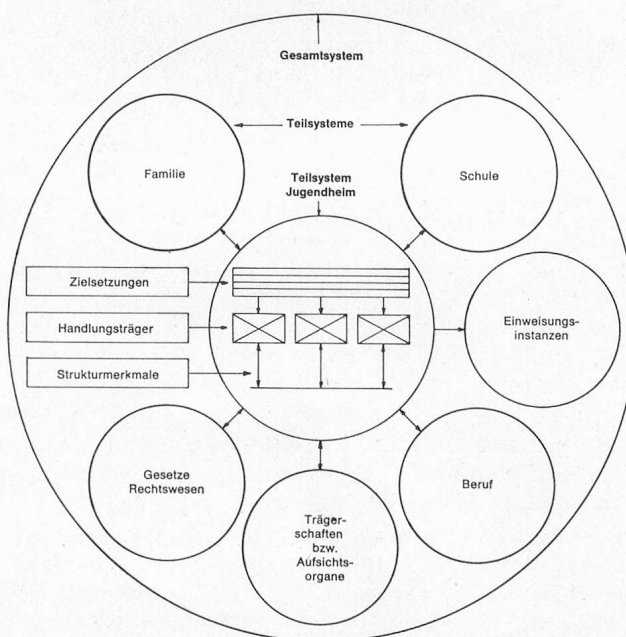 Gesamtsystem
Teilsysteme
Familie
Teilsystem
Jugendheim
Schule
Zielsetzungen
Handlungsträger
Strukturmerkmale
Einweisungs-
instanzen
Gesetze
Rechtswesen
Träger-
schaften
bzw.
Aufsichts-
organe
Beruf